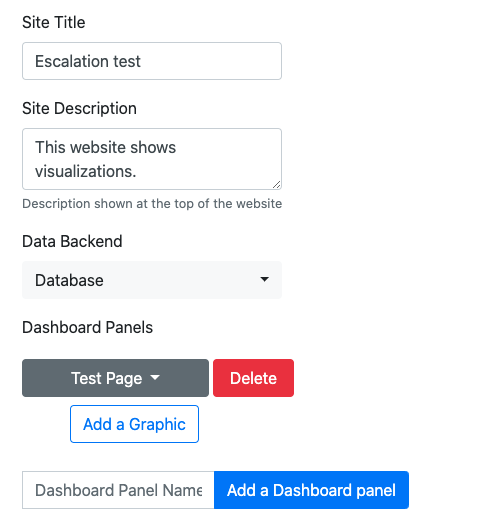 Site Title
Escalation test
Site Description
This website shows
visualizations.
Description shown at the top of the website
Data Backend
Database
Dashboard Panels
Test Page Delete
Add a Graphic
Dashboard Panel Name Add a Dashboard panel